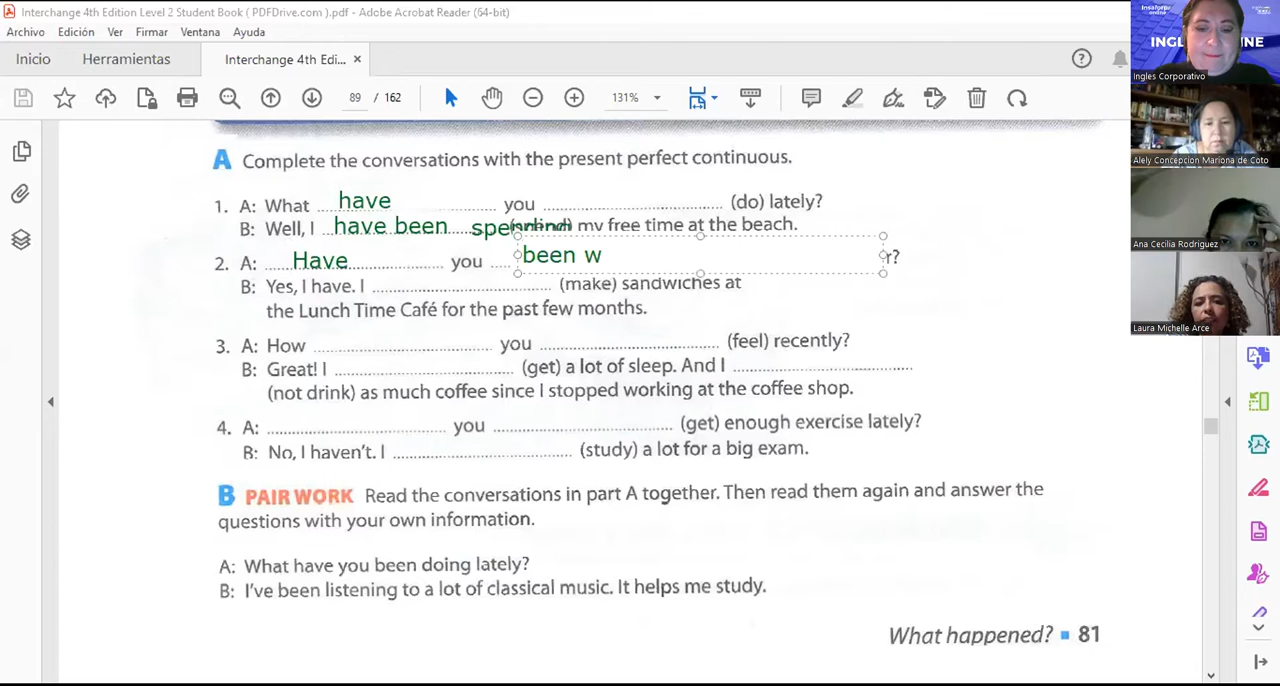 Interchange 4th Edition Level 2 Student Book ( PDFDrive.com ).pdf - Adobe Acrobat Reader (64-bit)
Archivo Edición Ver Firmar Ventana Ayuda
Inicio Herramientas Interchange 4th Edi... ×
89 / 162 131%
A Complete the conversations with the present perfect continuous.
1. A: What have you (do) lately?
B: Well, I have been spending (spend) my free time at the beach.
2. A: Have you been w r?
B: Yes, I have. I (make) sandwiches at
the Lunch Time Café for the past few months.
3. A: How you (feel) recently?
B: Great! I (get) a lot of sleep. And I
(not drink) as much coffee since I stopped working at the coffee shop.
4. A: you (get) enough exercise lately?
B: No, I haven't. I (study) a lot for a big exam.
B PAIR WORK Read the conversations in part A together. Then read them again and answer the
questions with your own information.
A: What have you been doing lately?
B: I've been listening to a lot of classical music. It helps me study.
What happened? 81
Insaforp
online
INGL INE
Ingles Corporativo
Alely Concepcion Mariona de Coto
Ana Cecilia Rodriguez
Laura Michelle Arce